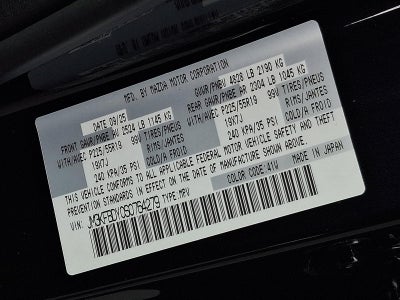 MFD. BY MAZDA MOTOR CORPORATION
DATE 09/25 GVWR/PNBV 4828 LB 2190 KG
FRONT GAWR/PNBE AV 2524 LB 1145 KG REAR GAWR/PNBE AR 2304 LB 1045 KG
WITH/AVEC P225/55R19 99V TIRES/PNEUS WITH/AVEC P225/55R19 99V TIRES/PNEUS
19X7J RIMS/JANTES 19X7J RIMS/JANTES
240 KPA/35 PSI COLD/A FROID 240 KPA/35 PSI COLD/A FROID
THIS VEHICLE CONFORMS TO ALL APPLICABLE FEDERAL MOTOR VEHICLE SAFETY AND THEFT
PREVENTION STANDARDS IN EFFECT ON THE DATE OF MANUFACTURE SHOWN ABOVE.
VIN: TYPE:MPV MADE IN JAPAN
COLOR CODE:41W